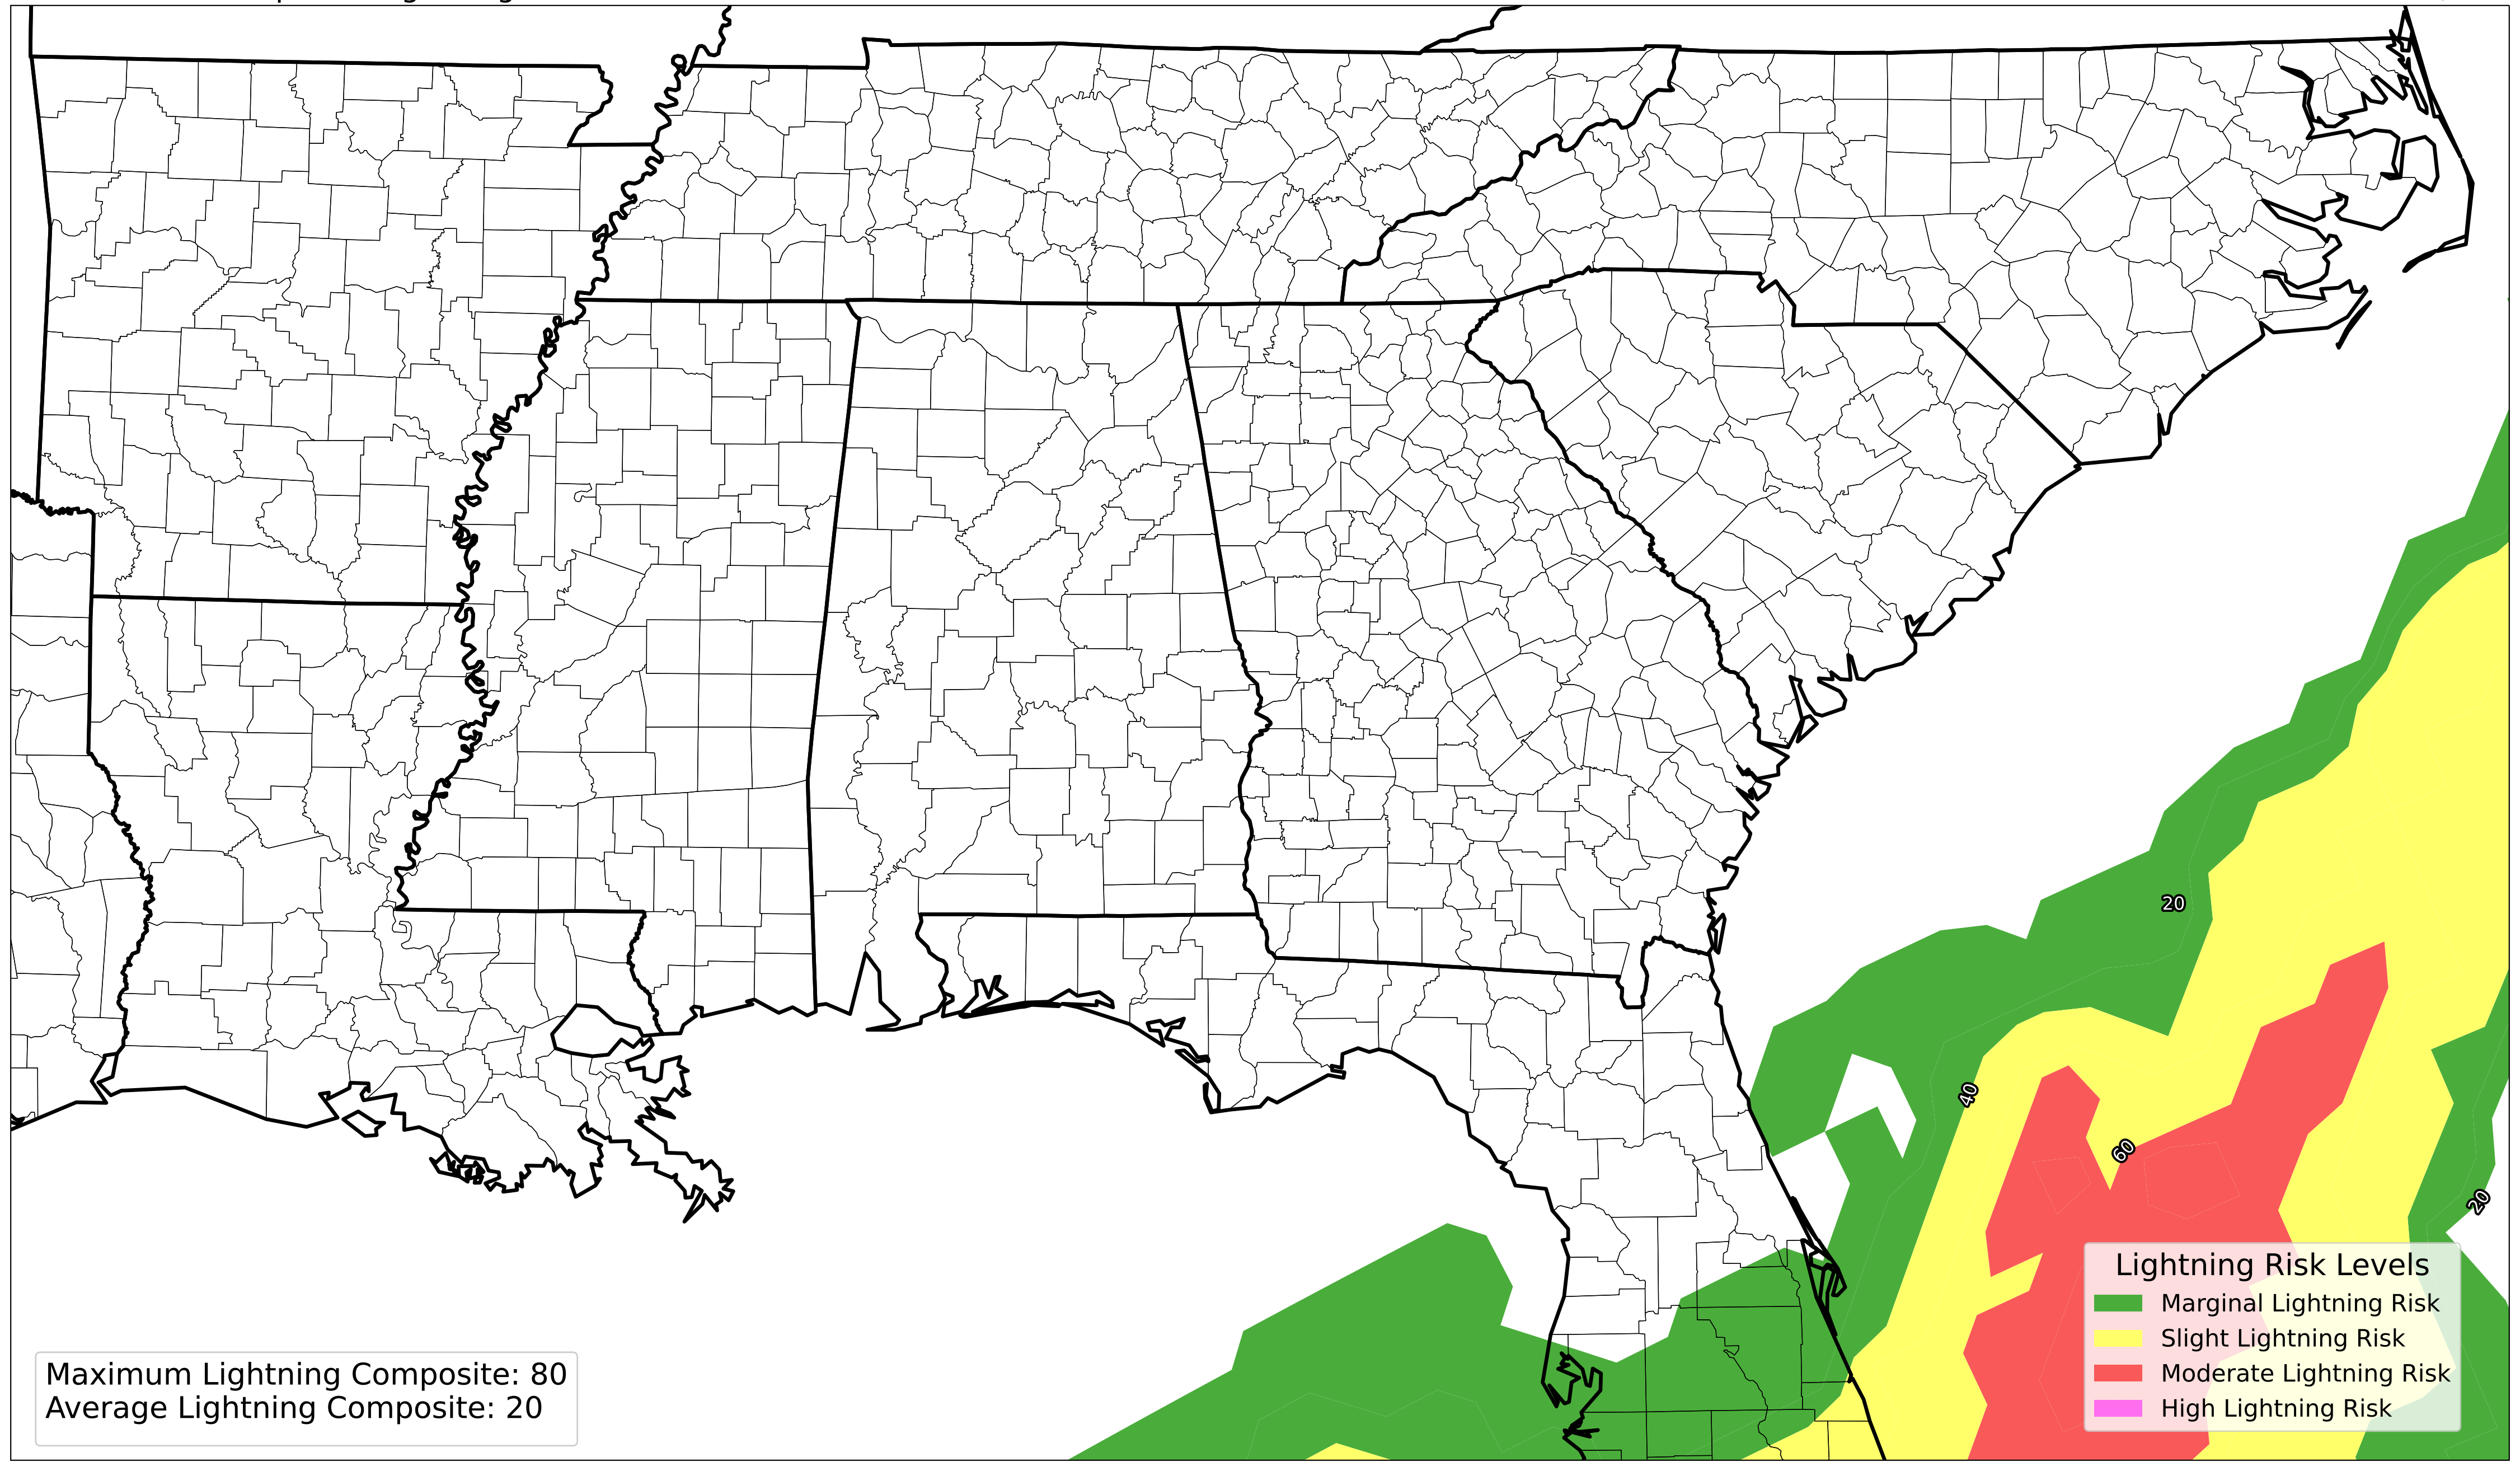 20
40
60
20
Lightning Risk Levels
Marginal Lightning Risk
Slight Lightning Risk
Moderate Lightning Risk
High Lightning Risk
Maximum Lightning Composite: 80
Average Lightning Composite: 20